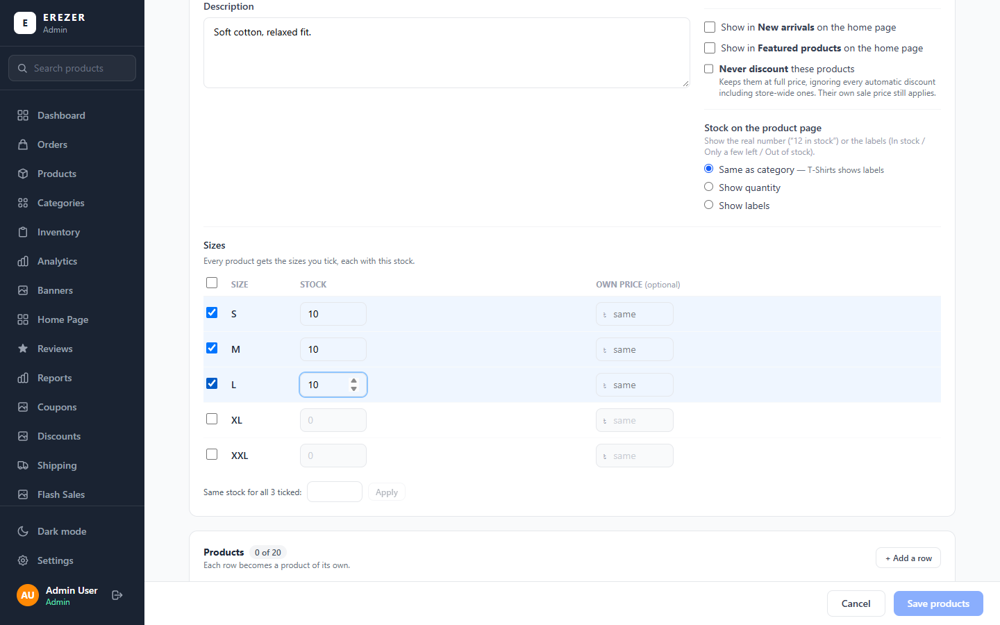 E
EREZER
Admin
Search products
Dashboard
Orders
Products
Categories
Inventory
Analytics
Banners
Home Page
Reviews
Reports
Coupons
Discounts
Shipping
Flash Sales
Dark mode
Settings
AU
Admin User
Admin
Description
Soft cotton, relaxed fit.
Show in New arrivals on the home page
Show in Featured products on the home page
Never discount these products
Keeps them at full price, ignoring every automatic discount
including store-wide ones. Their own sale price still applies.
Stock on the product page
Show the real number (“12 in stock”) or the labels (In stock /
Only a few left / Out of stock).
Same as category — T-Shirts shows labels
Show quantity
Show labels
Sizes
Every product gets the sizes you tick, each with this stock.
SIZE STOCK OWN PRICE (optional)
S 10 ৳ same
M 10 ৳ same
L 10 ৳ same
XL 0 ৳ same
XXL 0 ৳ same
Same stock for all 3 ticked: Apply
Products 0 of 20
Each row becomes a product of its own.
+ Add a row
Cancel Save products